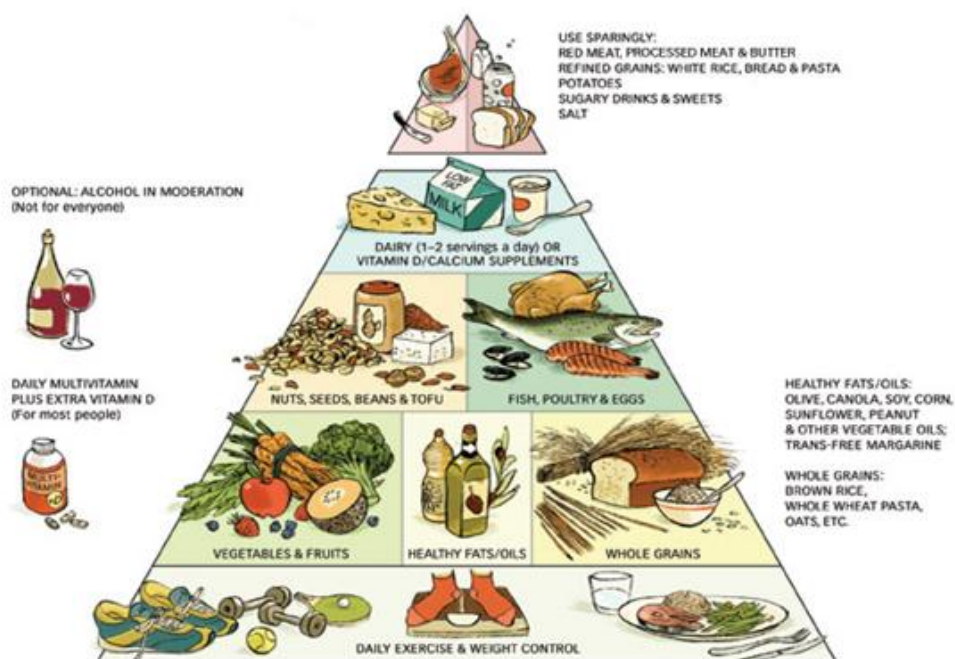 USE SPARINGLY:
RED MEAT, PROCESSED MEAT & BUTTER
REFINED GRAINS: WHITE RICE, BREAD & PASTA
POTATOES
SUGARY DRINKS & SWEETS
SALT
OPTIONAL: ALCOHOL IN MODERATION
(Not for everyone)
LOW
FAT
MILK
DAIRY (1–2 servings a day) OR
VITAMIN D/CALCIUM SUPPLEMENTS
NUTS, SEEDS, BEANS & TOFU
FISH, POULTRY & EGGS
DAILY MULTIVITAMIN
PLUS EXTRA VITAMIN D
(For most people)
MULTI-
VITAMIN
+D
HEALTHY FATS/OILS:
OLIVE, CANOLA, SOY, CORN,
SUNFLOWER, PEANUT
& OTHER VEGETABLE OILS;
TRANS-FREE MARGARINE
WHOLE GRAINS:
BROWN RICE,
WHOLE WHEAT PASTA,
OATS, ETC.
VEGETABLES & FRUITS
HEALTHY FATS/OILS
WHOLE GRAINS
DAILY EXERCISE & WEIGHT CONTROL